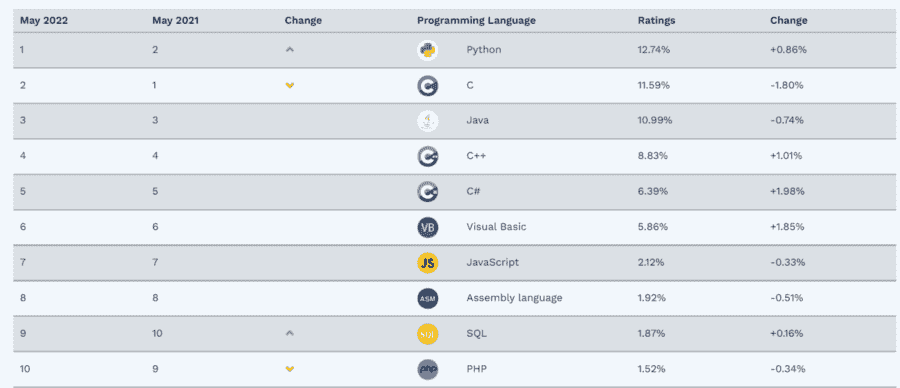 May 2022 May 2021 Change Programming Language Ratings Change
1 2 Python 12.74% +0.86%
2 1 C C 11.59% -1.80%
3 3 Java 10.99% -0.74%
4 4 C C++ 8.83% +1.01%
5 5 C C# 6.39% +1.98%
6 6 VB Visual Basic 5.86% +1.85%
7 7 JS JavaScript 2.12% -0.33%
8 8 ASM Assembly language 1.92% -0.51%
9 10 SQL SQL 1.87% +0.16%
10 9 php PHP 1.52% -0.34%